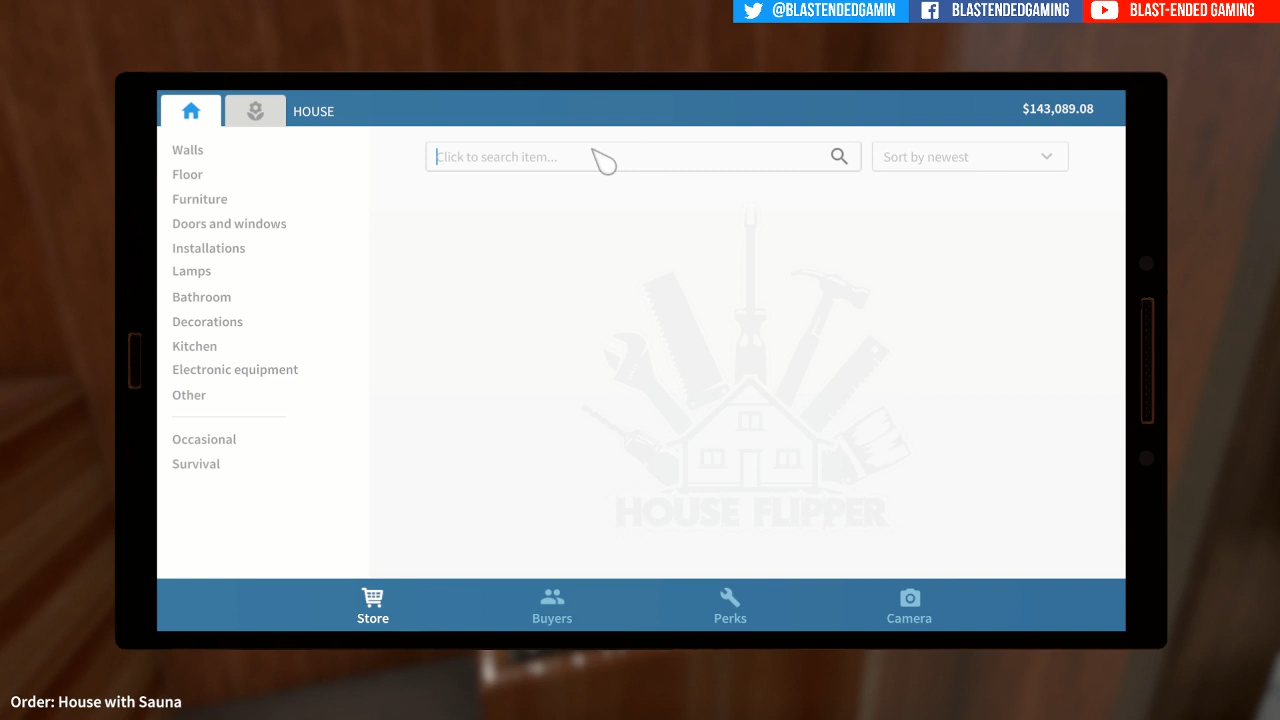 @BLASTENDEDGAMIN
BLASTENDEDGAMING
BLAST-ENDED GAMING
HOUSE
$143,089.08
Walls
Floor
Furniture
Doors and windows
Installations
Lamps
Bathroom
Decorations
Kitchen
Electronic equipment
Other
Occasional
Survival
Click to search item...
Sort by newest
HOUSE FLIPPER
Store
Buyers
Perks
Camera
Order: House with Sauna